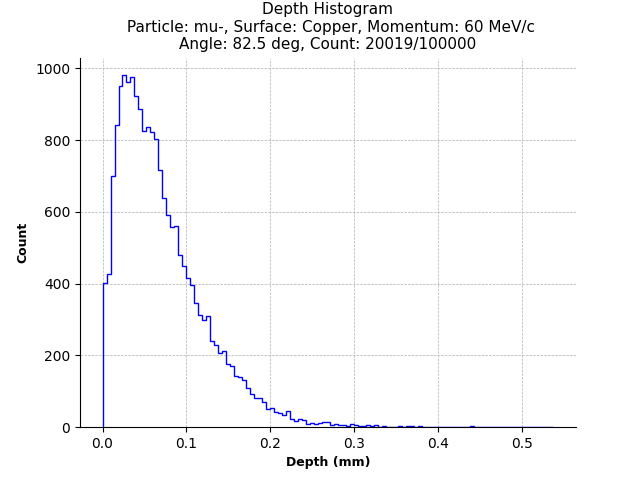 Depth Histogram
Particle: mu-, Surface: Copper, Momentum: 60 MeV/c
Angle: 82.5 deg, Count: 20019/100000
1000
800
600
400
200
0
Count
0.0 0.1 0.2 0.3 0.4 0.5
Depth (mm)